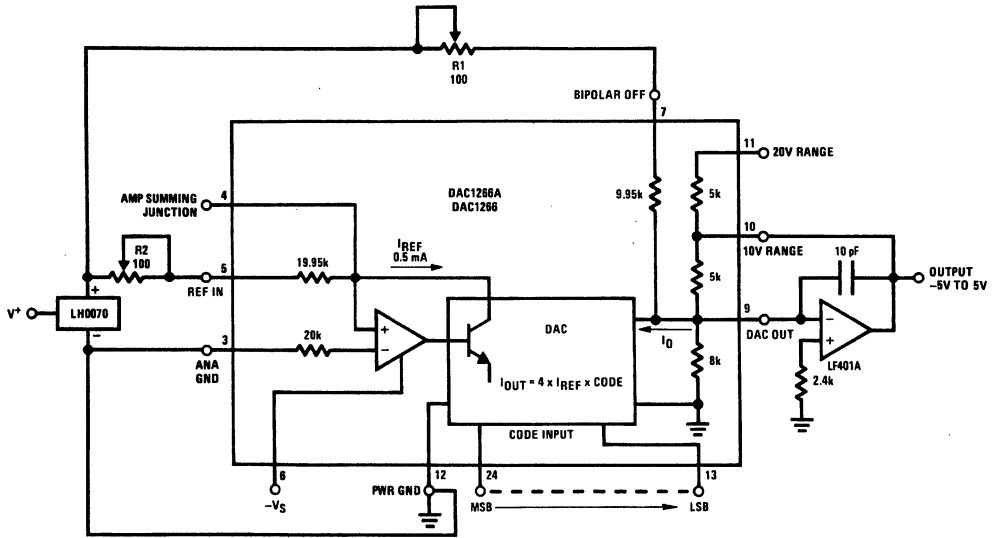 R1
100
BIPOLAR OFF
7
11
20V RANGE
DAC1266A
DAC1266
9.95k
5k
AMP SUMMING
JUNCTION
4
10
10V RANGE
R2
100
5
REF IN
19.95k
IREF
0.5 mA
5k
10 pF
OUTPUT
–5V TO 5V
V+
+
LH0070
–
3
ANA
GND
20k
+
–
DAC
IO
9
DAC OUT
–
+
LF401A
8k
2.4k
IOUT = 4 x IREF x CODE
CODE INPUT
6
–VS
12
PWR GND
24
MSB
13
LSB